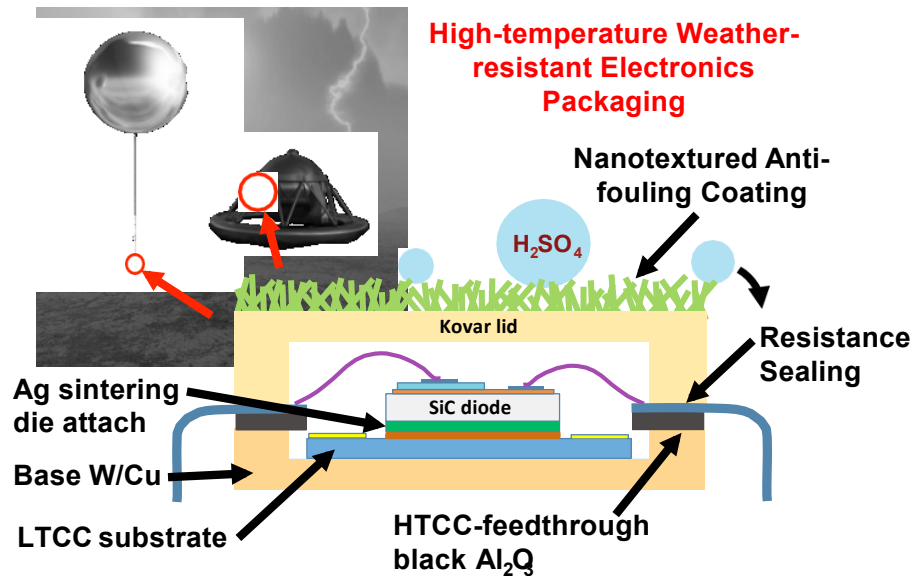 High-temperature Weather-
resistant Electronics
Packaging
Nanotextured Anti-
fouling Coating
H₂SO₄
Kovar lid
Resistance
Sealing
Ag sintering
die attach
SiC diode
Base W/Cu
LTCC substrate
HTCC-feedthrough
black Al₂O₃